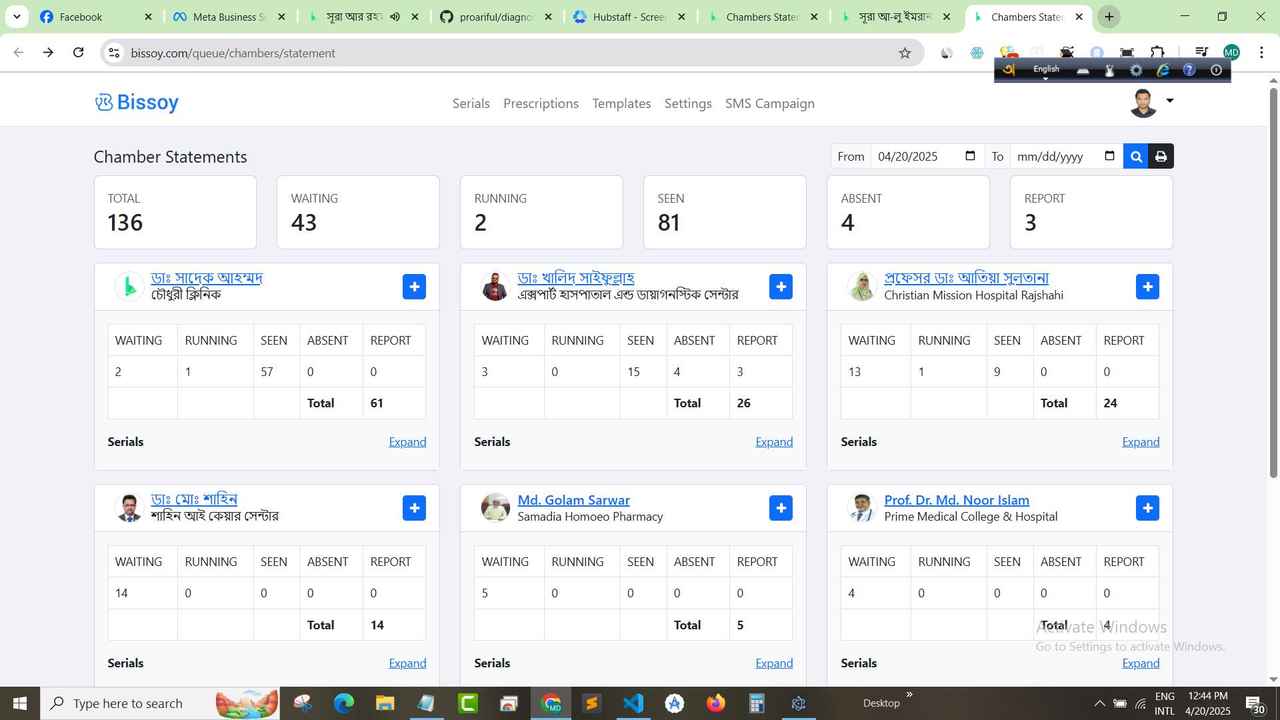 Facebook
Meta Business S
সূরা আর রহম
proariful/diagno
Hubstaff - Scree
Chambers State
সূরা আ-লু ইমরান
Chambers State
bissoy.com/queue/chambers/statement
MD
English
Bissoy
Serials Prescriptions Templates Settings SMS Campaign
Chamber Statements
From 04/20/2025 To mm/dd/yyyy
TOTAL WAITING RUNNING SEEN ABSENT REPORT
136 43 2 81 4 3
ডাঃ সাদেক আহম্মদ
চৌধুরী ক্লিনিক
WAITING RUNNING SEEN ABSENT REPORT
2 1 57 0 0
Total 61
Serials Expand
ডাঃ খালিদ সাইফুল্লাহ
এক্সপার্ট হাসপাতাল এন্ড ডায়াগনস্টিক সেন্টার
WAITING RUNNING SEEN ABSENT REPORT
3 0 15 4 3
Total 26
Serials Expand
প্রফেসর ডাঃ আতিয়া সুলতানা
Christian Mission Hospital Rajshahi
WAITING RUNNING SEEN ABSENT REPORT
13 1 9 0 0
Total 24
Serials Expand
ডাঃ মোঃ শাহিন
শাহিন আই কেয়ার সেন্টার
WAITING RUNNING SEEN ABSENT REPORT
14 0 0 0 0
Total 14
Serials Expand
Md. Golam Sarwar
Samadia Homoeo Pharmacy
WAITING RUNNING SEEN ABSENT REPORT
5 0 0 0 0
Total 5
Serials Expand
Prof. Dr. Md. Noor Islam
Prime Medical College & Hospital
WAITING RUNNING SEEN ABSENT REPORT
4 0 0 0 0
Total 4
Serials Expand
Activate Windows
Go to Settings to activate Windows.
Type here to search
Desktop
ENG
INTL
12:44 PM
4/20/2025
30